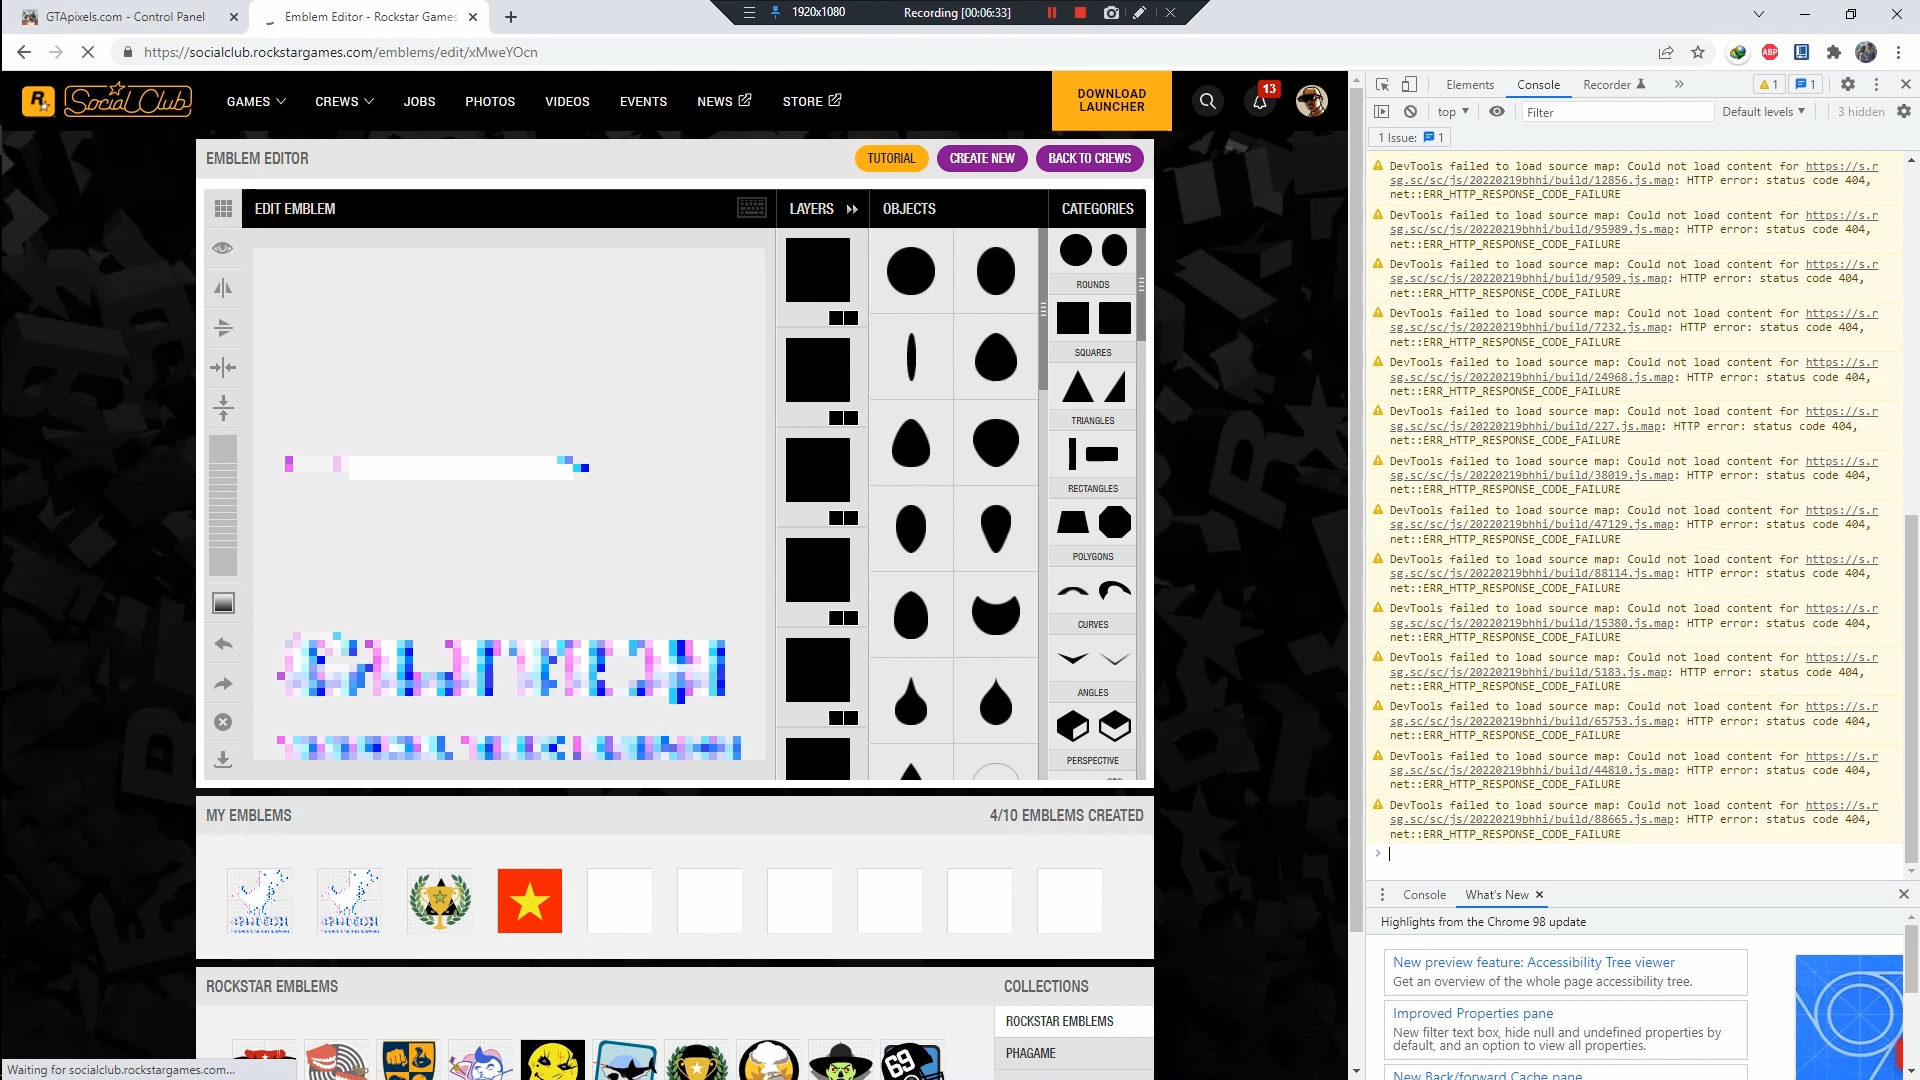 GTApixels.com - Control Panel
Emblem Editor - Rockstar Games
1920x1080
Recording [00:06:33]
https://socialclub.rockstargames.com/emblems/edit/xMweYOcn
ABP
R
Social Club
GAMES
CREWS
JOBS
PHOTOS
VIDEOS
EVENTS
NEWS
STORE
DOWNLOAD
LAUNCHER
13
EMBLEM EDITOR
TUTORIAL
CREATE NEW
BACK TO CREWS
EDIT EMBLEM
LAYERS
OBJECTS
CATEGORIES
ROUNDS
SQUARES
TRIANGLES
RECTANGLES
POLYGONS
CURVES
ANGLES
PERSPECTIVE
MY EMBLEMS
4/10 EMBLEMS CREATED
ROCKSTAR EMBLEMS
COLLECTIONS
ROCKSTAR EMBLEMS
PHAGAME
69
Waiting for socialclub.rockstargames.com...
Elements
Console
Recorder
1
1
top
Filter
Default levels
3 hidden
1 Issue:
1
DevTools failed to load source map: Could not load content for https://s.r
sg.sc/sc/js/20220219bhhi/build/12856.js.map: HTTP error: status code 404,
net::ERR_HTTP_RESPONSE_CODE_FAILURE
DevTools failed to load source map: Could not load content for https://s.r
sg.sc/sc/js/20220219bhhi/build/95989.js.map: HTTP error: status code 404,
net::ERR_HTTP_RESPONSE_CODE_FAILURE
DevTools failed to load source map: Could not load content for https://s.r
sg.sc/sc/js/20220219bhhi/build/9509.js.map: HTTP error: status code 404,
net::ERR_HTTP_RESPONSE_CODE_FAILURE
DevTools failed to load source map: Could not load content for https://s.r
sg.sc/sc/js/20220219bhhi/build/7232.js.map: HTTP error: status code 404,
net::ERR_HTTP_RESPONSE_CODE_FAILURE
DevTools failed to load source map: Could not load content for https://s.r
sg.sc/sc/js/20220219bhhi/build/24968.js.map: HTTP error: status code 404,
net::ERR_HTTP_RESPONSE_CODE_FAILURE
DevTools failed to load source map: Could not load content for https://s.r
sg.sc/sc/js/20220219bhhi/build/227.js.map: HTTP error: status code 404,
net::ERR_HTTP_RESPONSE_CODE_FAILURE
DevTools failed to load source map: Could not load content for https://s.r
sg.sc/sc/js/20220219bhhi/build/38019.js.map: HTTP error: status code 404,
net::ERR_HTTP_RESPONSE_CODE_FAILURE
DevTools failed to load source map: Could not load content for https://s.r
sg.sc/sc/js/20220219bhhi/build/47129.js.map: HTTP error: status code 404,
net::ERR_HTTP_RESPONSE_CODE_FAILURE
DevTools failed to load source map: Could not load content for https://s.r
sg.sc/sc/js/20220219bhhi/build/88114.js.map: HTTP error: status code 404,
net::ERR_HTTP_RESPONSE_CODE_FAILURE
DevTools failed to load source map: Could not load content for https://s.r
sg.sc/sc/js/20220219bhhi/build/15380.js.map: HTTP error: status code 404,
net::ERR_HTTP_RESPONSE_CODE_FAILURE
DevTools failed to load source map: Could not load content for https://s.r
sg.sc/sc/js/20220219bhhi/build/5183.js.map: HTTP error: status code 404,
net::ERR_HTTP_RESPONSE_CODE_FAILURE
DevTools failed to load source map: Could not load content for https://s.r
sg.sc/sc/js/20220219bhhi/build/65753.js.map: HTTP error: status code 404,
net::ERR_HTTP_RESPONSE_CODE_FAILURE
DevTools failed to load source map: Could not load content for https://s.r
sg.sc/sc/js/20220219bhhi/build/44810.js.map: HTTP error: status code 404,
net::ERR_HTTP_RESPONSE_CODE_FAILURE
DevTools failed to load source map: Could not load content for https://s.r
sg.sc/sc/js/20220219bhhi/build/88665.js.map: HTTP error: status code 404,
net::ERR_HTTP_RESPONSE_CODE_FAILURE
Console
What's New
Highlights from the Chrome 98 update
New preview feature: Accessibility Tree viewer
Get an overview of the whole page accessibility tree.
Improved Properties pane
New filter text box, hide null and undefined properties by
default, and an option to view all properties.
New Back/forward Cache pane